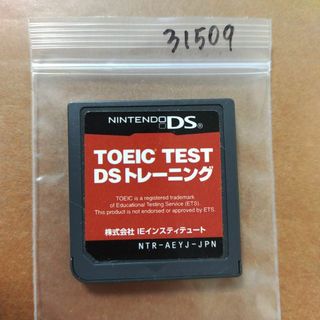 31509
NINTENDO DS
TOEIC® TEST
DSトレーニング
TOEIC is a registered trademark
of Educational Testing Service (ETS).
This product is not endorsed or approved by ETS.
株式会社 IEインスティテュート
NTR-AEYJ-JPN